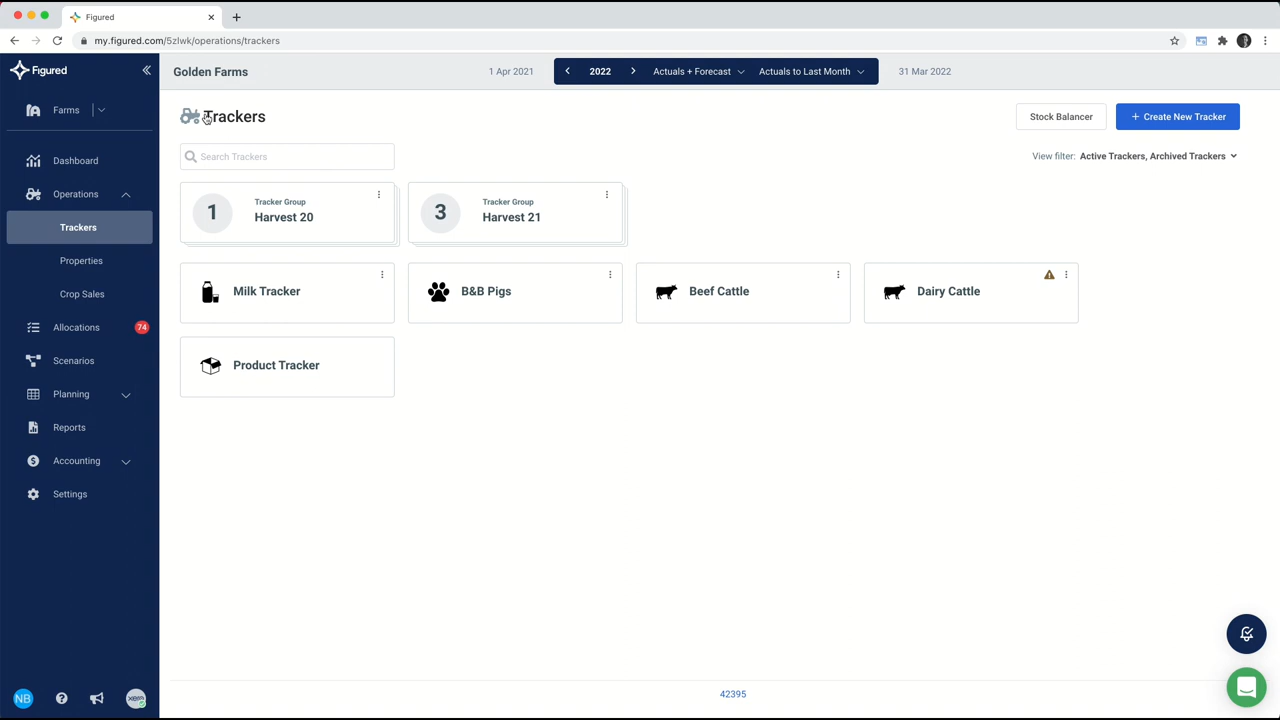 Figured
my.figured.com/5zlwk/operations/trackers
Figured
Golden Farms
1 Apr 2021
2022
Actuals + Forecast
Actuals to Last Month
31 Mar 2022
Farms
Dashboard
Operations
Trackers
Properties
Crop Sales
Allocations 74
Scenarios
Planning
Reports
Accounting
Settings
NB
xero
Trackers
Stock Balancer
+ Create New Tracker
Search Trackers
View filter: Active Trackers, Archived Trackers
1
Tracker Group
Harvest 20
3
Tracker Group
Harvest 21
Milk Tracker
B&B Pigs
Beef Cattle
Dairy Cattle
Product Tracker
42395